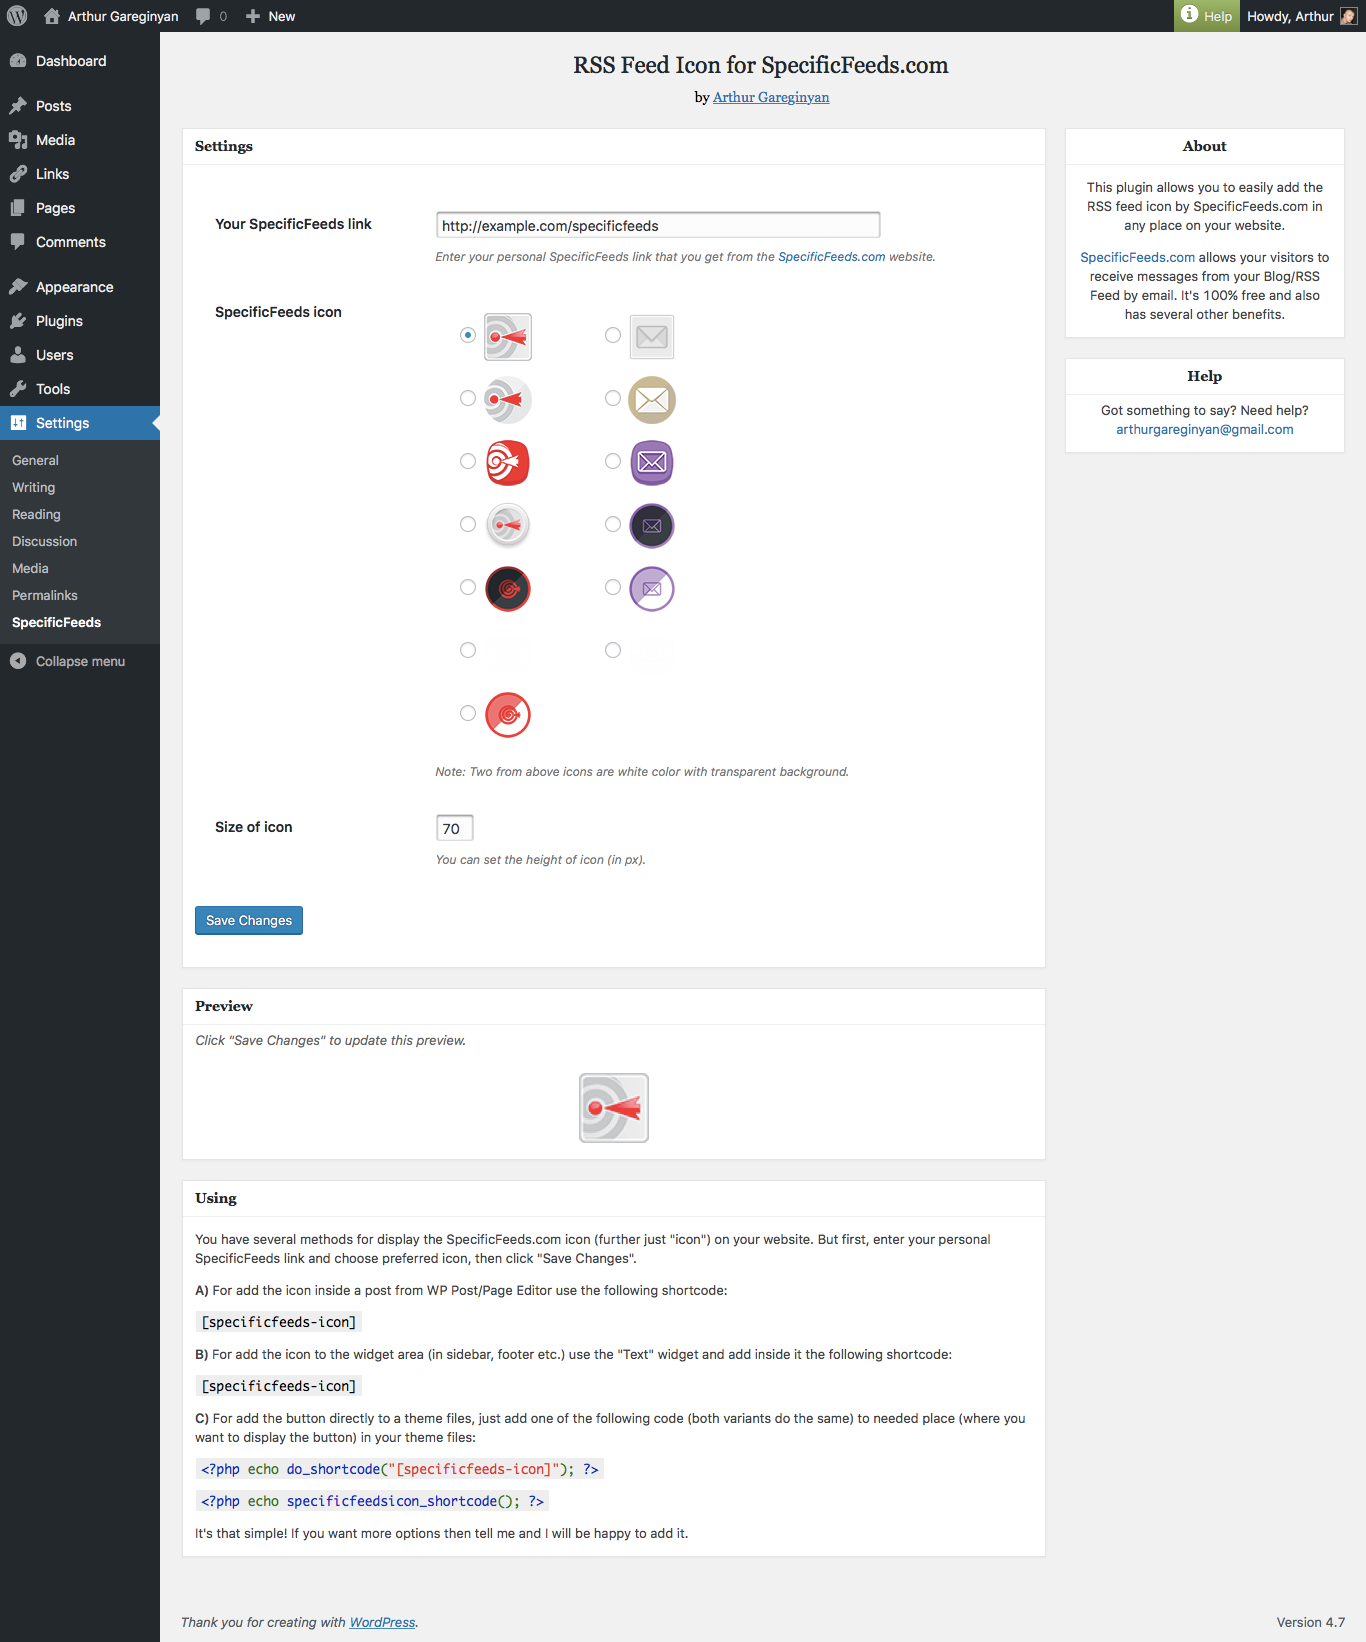 Arthur Gareginyan
0
New
Help
Howdy, Arthur
Dashboard
Posts
Media
Links
Pages
Comments
Appearance
Plugins
Users
Tools
Settings
General
Writing
Reading
Discussion
Media
Permalinks
SpecificFeeds
Collapse menu
RSS Feed Icon for SpecificFeeds.com
by Arthur Gareginyan
Settings
Your SpecificFeeds link
http://example.com/specificfeeds
Enter your personal SpecificFeeds link that you get from the SpecificFeeds.com website.
SpecificFeeds icon
Note: Two from above icons are white color with transparent background.
Size of icon
70
You can set the height of icon (in px).
Save Changes
Preview
Click "Save Changes" to update this preview.
Using
You have several methods for display the SpecificFeeds.com icon (further just "icon") on your website. But first, enter your personal
SpecificFeeds link and choose preferred icon, then click "Save Changes".
A) For add the icon inside a post from WP Post/Page Editor use the following shortcode:
[specificfeeds-icon]
B) For add the icon to the widget area (in sidebar, footer etc.) use the "Text" widget and add inside it the following shortcode:
[specificfeeds-icon]
C) For add the button directly to a theme files, just add one of the following code (both variants do the same) to needed place (where you
want to display the button) in your theme files:
<?php echo do_shortcode("[specificfeeds-icon]"); ?>
<?php echo specificfeedsicon_shortcode(); ?>
It's that simple! If you want more options then tell me and I will be happy to add it.
About
This plugin allows you to easily add the
RSS feed icon by SpecificFeeds.com in
any place on your website.
SpecificFeeds.com allows your visitors to
receive messages from your Blog/RSS
Feed by email. It's 100% free and also
has several other benefits.
Help
Got something to say? Need help?
arthurgareginyan@gmail.com
Thank you for creating with WordPress.
Version 4.7